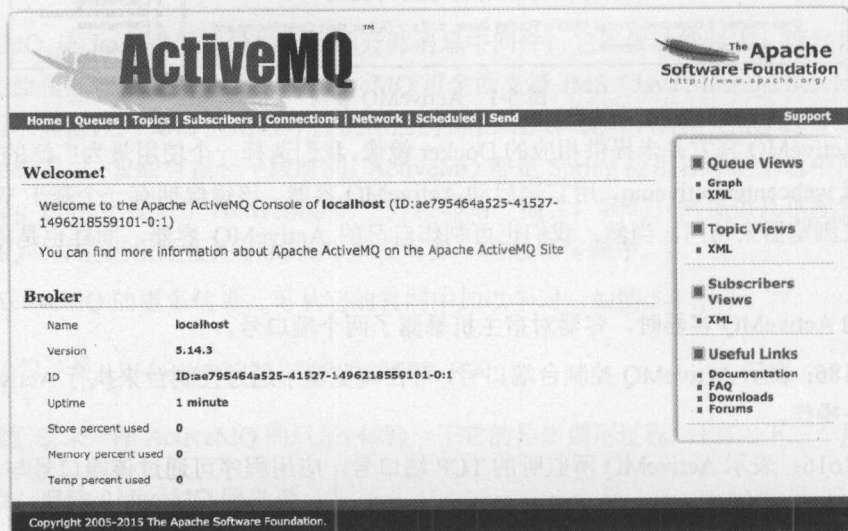 ActiveMQ™
The Apache
Software Foundation
http://www.apache.org/
Home | Queues | Topics | Subscribers | Connections | Network | Scheduled | Send
Support
Welcome!
Welcome to the Apache ActiveMQ Console of localhost (ID:ae795464a525-41527-
1496218559101-0:1)
You can find more information about Apache ActiveMQ on the Apache ActiveMQ Site
Broker
Name localhost
Version 5.14.3
ID ID:ae795464a525-41527-1496218559101-0:1
Uptime 1 minute
Store percent used 0
Memory percent used 0
Temp percent used 0
Queue Views
Graph
XML
Topic Views
XML
Subscribers
Views
XML
Useful Links
Documentation
FAQ
Downloads
Forums
Copyright 2005-2015 The Apache Software Foundation.